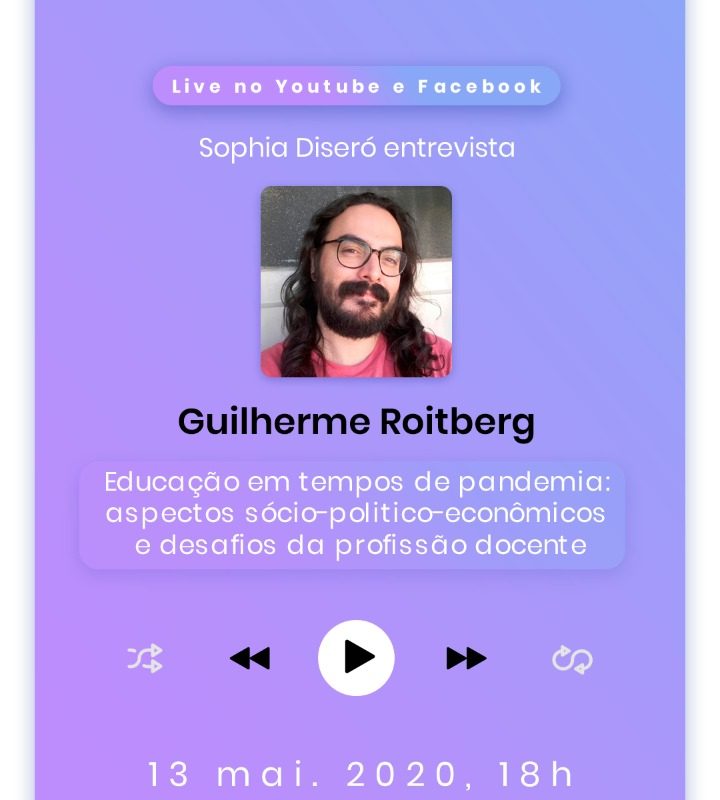 Live no Youtube e Facebook
Sophia Diseró entrevista
Guilherme Roitberg
Educação em tempos de pandemia:
aspectos sócio-politico-econômicos
e desafios da profissão docente
13 mai. 2020, 18h